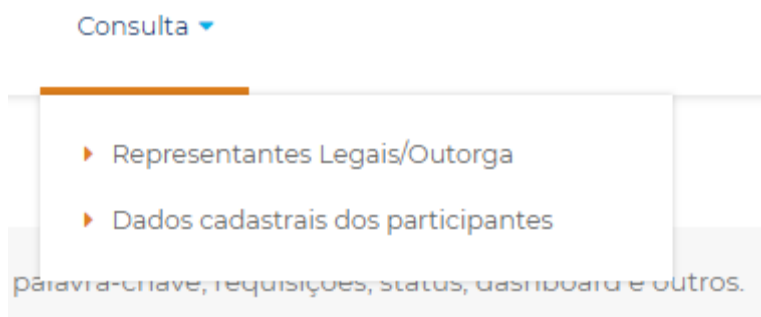 Consulta
Representantes Legais/Outorga
Dados cadastrais dos participantes
palavra-chave, requisições, status, dashboard e outros.